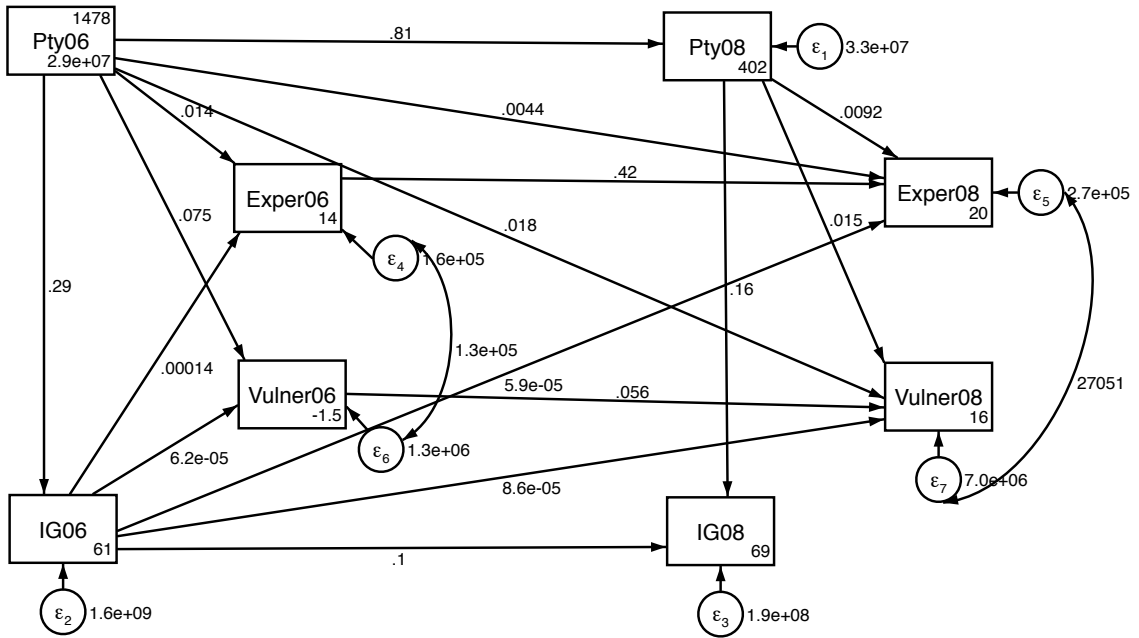 1478
Pty06
2.9e+07
.81
Pty08
402
ε1
3.3e+07
.014
.0044
.0092
Exper06
14
.42
Exper08
20
ε5
2.7e+05
.075
.018
.015
ε4
1.6e+05
.29
.16
.00014
Vulner06
-1.5
1.3e+05
5.9e-05
.056
Vulner08
16
27051
6.2e-05
ε6
1.3e+06
8.6e-05
ε7
7.0e+06
IG06
61
.1
IG08
69
ε2
1.6e+09
ε3
1.9e+08